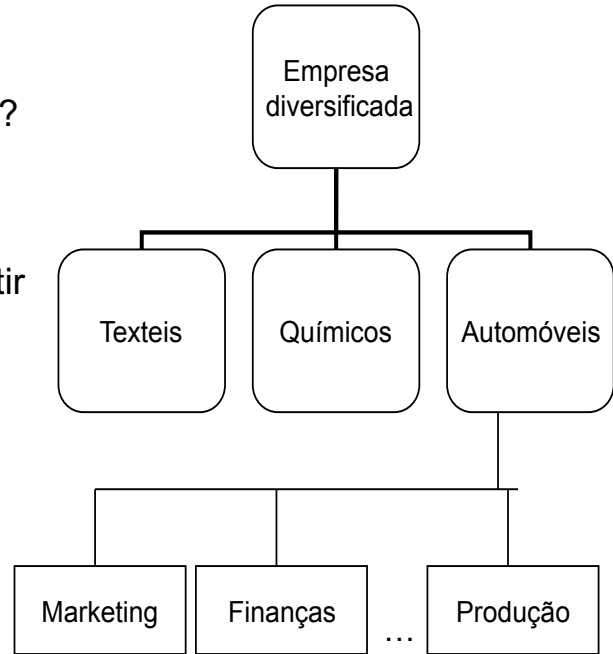 Empresa
diversificada
?
tir
Texteis
Químicos
Automóveis
Marketing
Finanças
...
Produção